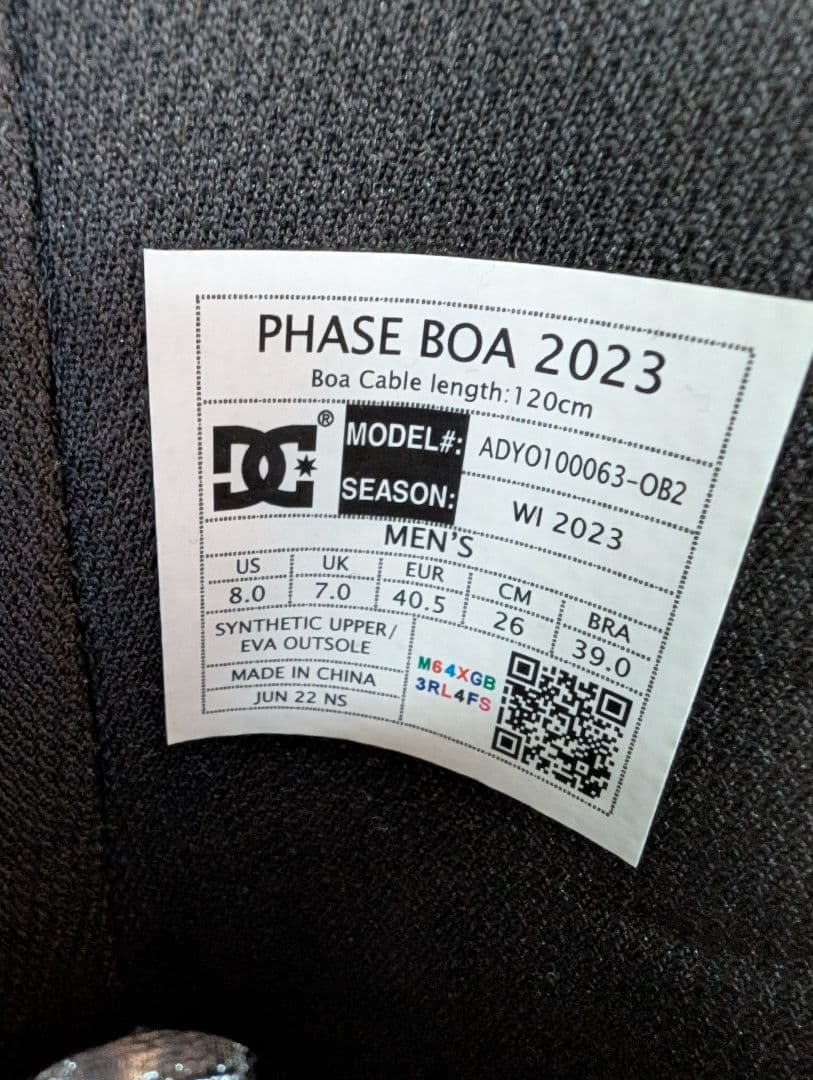 PHASE BOA 2023
Boa Cable length:120cm
DC®
MODEL#: ADYO100063-OB2
SEASON: WI 2023
MEN'S
US UK EUR CM BRA
8.0 7.0 40.5 26 39.0
SYNTHETIC UPPER/
EVA OUTSOLE
MADE IN CHINA
JUN 22 NS
M64XGB
3RL4FS